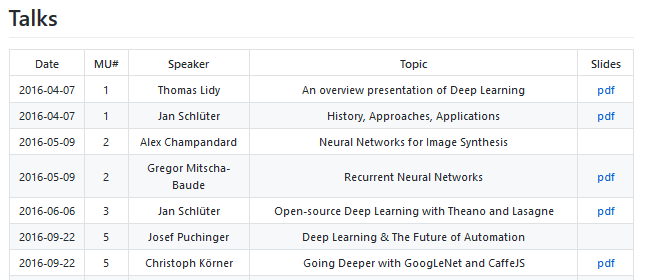 Talks
Date MU# Speaker Topic Slides
2016-04-07 1 Thomas Lidy An overview presentation of Deep Learning pdf
2016-04-07 1 Jan Schlüter History, Approaches, Applications pdf
2016-05-09 2 Alex Champandard Neural Networks for Image Synthesis
2016-05-09 2 Gregor Mitscha-
Baude Recurrent Neural Networks pdf
2016-06-06 3 Jan Schlüter Open-source Deep Learning with Theano and Lasagne pdf
2016-09-22 5 Josef Puchinger Deep Learning & The Future of Automation
2016-09-22 5 Christoph Körner Going Deeper with GoogLeNet and CaffeJS pdf